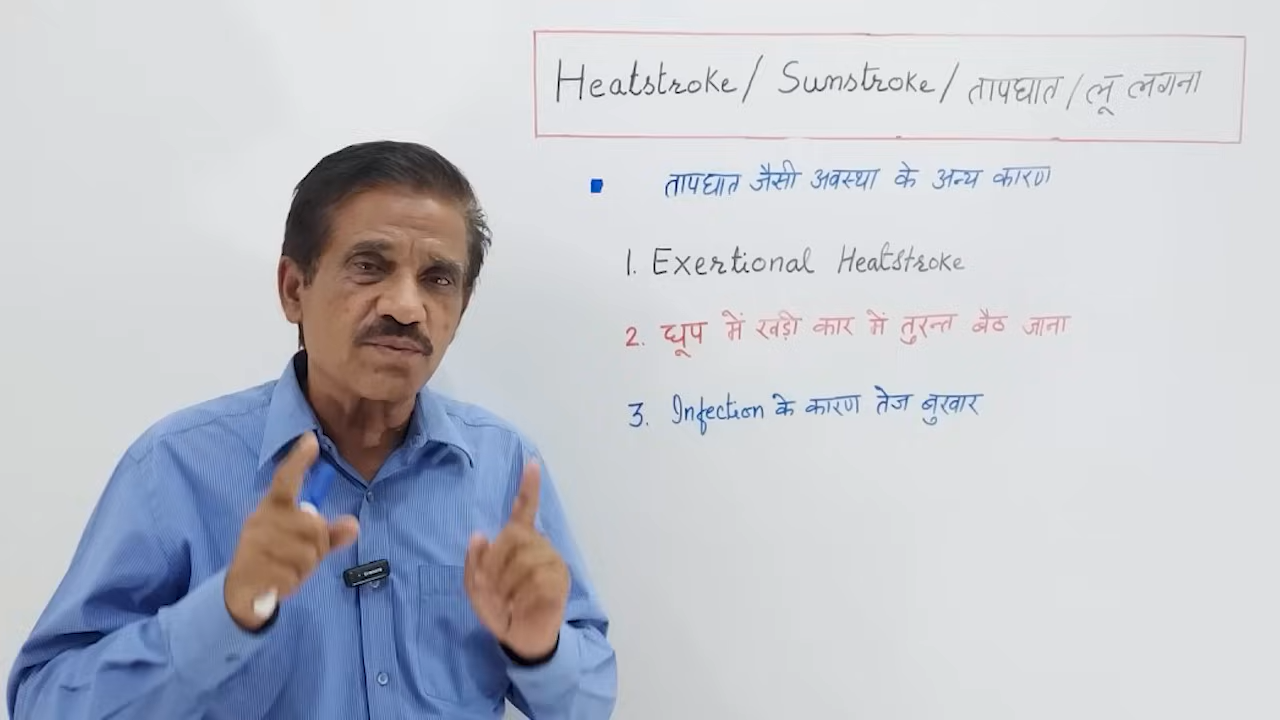 Heatstroke / Sunstroke / तापघात / लू लगना
तापघात जैसी अवस्था के अन्य कारण
1. Exertional Heatstroke
2. धूप में खड़ी कार में तुरन्त बैठ जाना
3. Infection के कारण तेज बुखार